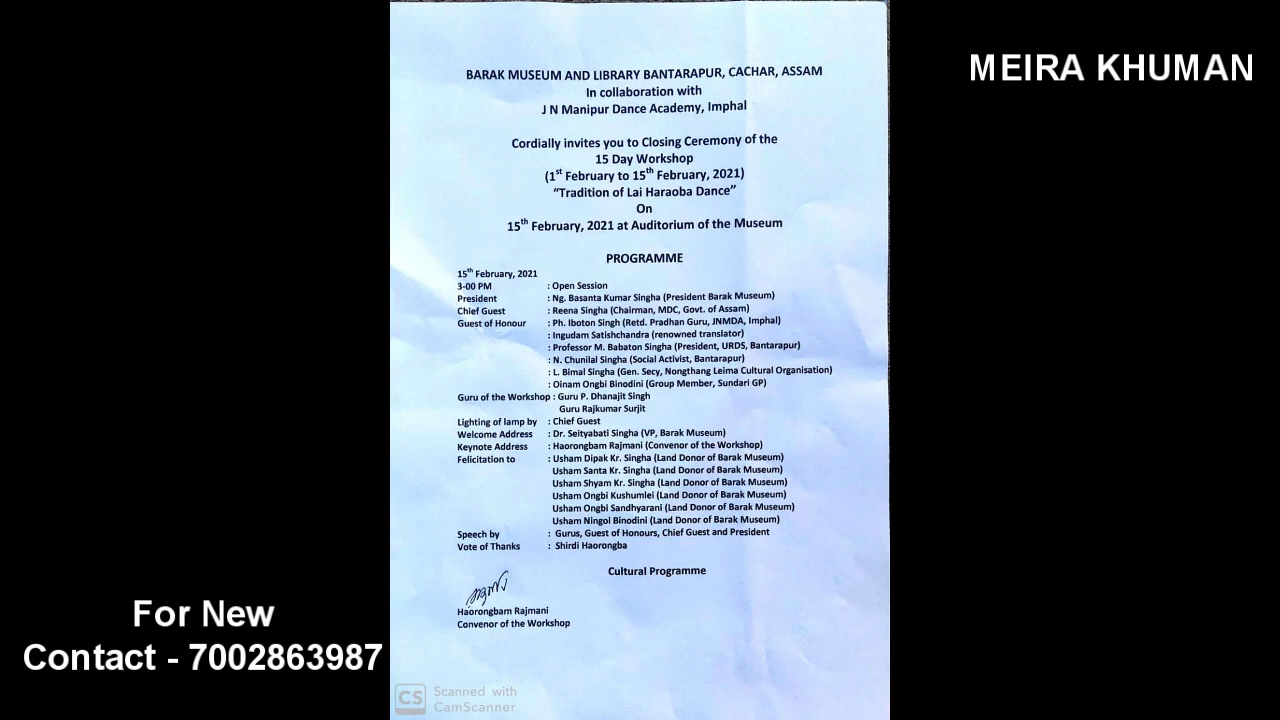 MEIRA KHUMAN
BARAK MUSEUM AND LIBRARY BANTARAPUR, CACHAR, ASSAM
In collaboration with
J N Manipur Dance Academy, Imphal
Cordially invites you to Closing Ceremony of the
15 Day Workshop
(1st February to 15th February, 2021)
“Tradition of Lai Haraoba Dance”
On
15th February, 2021 at Auditorium of the Museum
PROGRAMME
15th February, 2021
3-00 PM : Open Session
President : Ng. Basanta Kumar Singha (President Barak Museum)
Chief Guest : Reena Singha (Chairman, MDC, Govt. of Assam)
Guest of Honour : Ph. Iboton Singh (Retd. Pradhan Guru, JNMDA, Imphal)
: Ingudam Satishchandra (renowned translator)
: Professor M. Babaton Singha (President, URDS, Bantarapur)
: N. Chunilal Singha (Social Activist, Bantarapur)
: L. Bimal Singha (Gen. Secy, Nongthang Leima Cultural Organisation)
: Oinam Ongbi Binodini (Group Member, Sundari GP)
Guru of the Workshop : Guru P. Dhanajit Singh
Guru Rajkumar Surjit
Lighting of lamp by : Chief Guest
Welcome Address : Dr. Seityabati Singha (VP, Barak Museum)
Keynote Address : Haorongbam Rajmani (Convenor of the Workshop)
Felicitation to : Usham Dipak Kr. Singha (Land Donor of Barak Museum)
Usham Santa Kr. Singha (Land Donor of Barak Museum)
Usham Shyam Kr. Singha (Land Donor of Barak Museum)
Usham Ongbi Kushumlei (Land Donor of Barak Museum)
Usham Ongbi Sandhyarani (Land Donor of Barak Museum)
Usham Ningol Binodini (Land Donor of Barak Museum)
Speech by : Gurus, Guest of Honours, Chief Guest and President
Vote of Thanks : Shirdi Haorongba
Cultural Programme
Haorongbam Rajmani
Convenor of the Workshop
CS Scanned with
CamScanner
For New
Contact - 7002863987